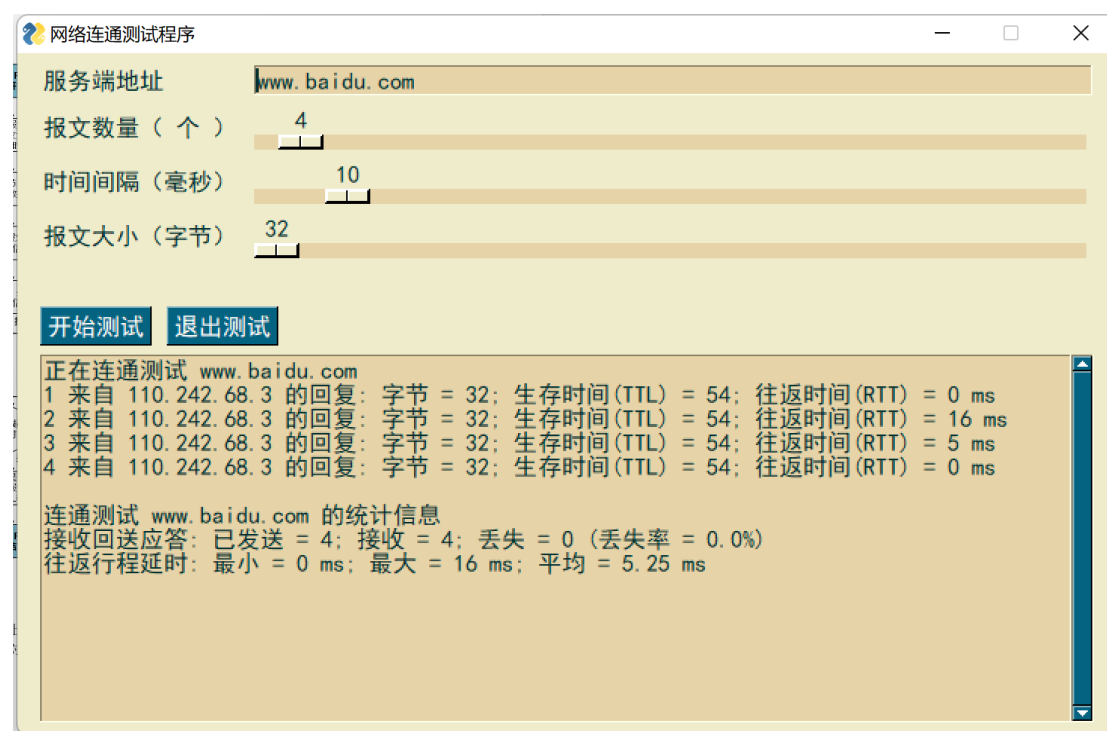 网络连通测试程序
服务端地址 www.baidu.com
报文数量（ 个 ） 4
时间间隔（毫秒） 10
报文大小（字节） 32
开始测试 退出测试
正在连通测试 www.baidu.com
1 来自 110.242.68.3 的回复: 字节 = 32; 生存时间(TTL) = 54; 往返时间(RTT) = 0 ms
2 来自 110.242.68.3 的回复: 字节 = 32; 生存时间(TTL) = 54; 往返时间(RTT) = 16 ms
3 来自 110.242.68.3 的回复: 字节 = 32; 生存时间(TTL) = 54; 往返时间(RTT) = 5 ms
4 来自 110.242.68.3 的回复: 字节 = 32; 生存时间(TTL) = 54; 往返时间(RTT) = 0 ms
连通测试 www.baidu.com 的统计信息
接收回送应答: 已发送 = 4; 接收 = 4; 丢失 = 0 (丢失率 = 0.0%)
往返行程延时: 最小 = 0 ms; 最大 = 16 ms; 平均 = 5.25 ms